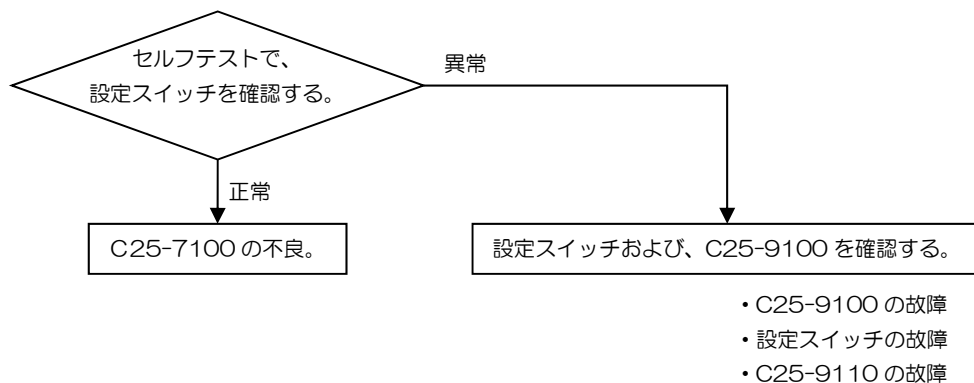 セルフテストで、
設定スイッチを確認する。
異常
正常
C25-7100 の不良。
設定スイッチおよび、C25-9100 を確認する。
・C25-9100 の故障
・設定スイッチの故障
・C25-9110 の故障